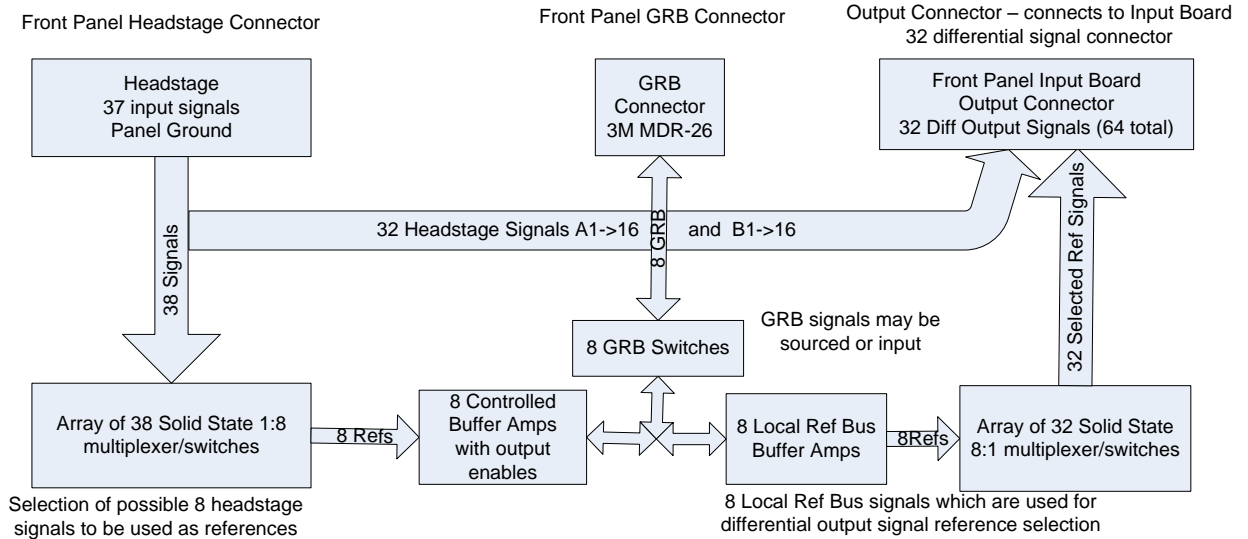 Front Panel Headstage Connector
Front Panel GRB Connector
Output Connector – connects to Input Board
32 differential signal connector
Headstage
37 input signals
Panel Ground
GRB
Connector
3M MDR-26
Front Panel Input Board
Output Connector
32 Diff Output Signals (64 total)
32 Headstage Signals A1->16 and B1->16
38 Signals
8 GRB
32 Selected Ref Signals
8 GRB Switches
GRB signals may be
sourced or input
Array of 38 Solid State 1:8
multiplexer/switches
8 Refs
8 Controlled
Buffer Amps
with output
enables
8 Local Ref Bus
Buffer Amps
8Refs
Array of 32 Solid State
8:1 multiplexer/switches
Selection of possible 8 headstage
signals to be used as references
8 Local Ref Bus signals which are used for
differential output signal reference selection